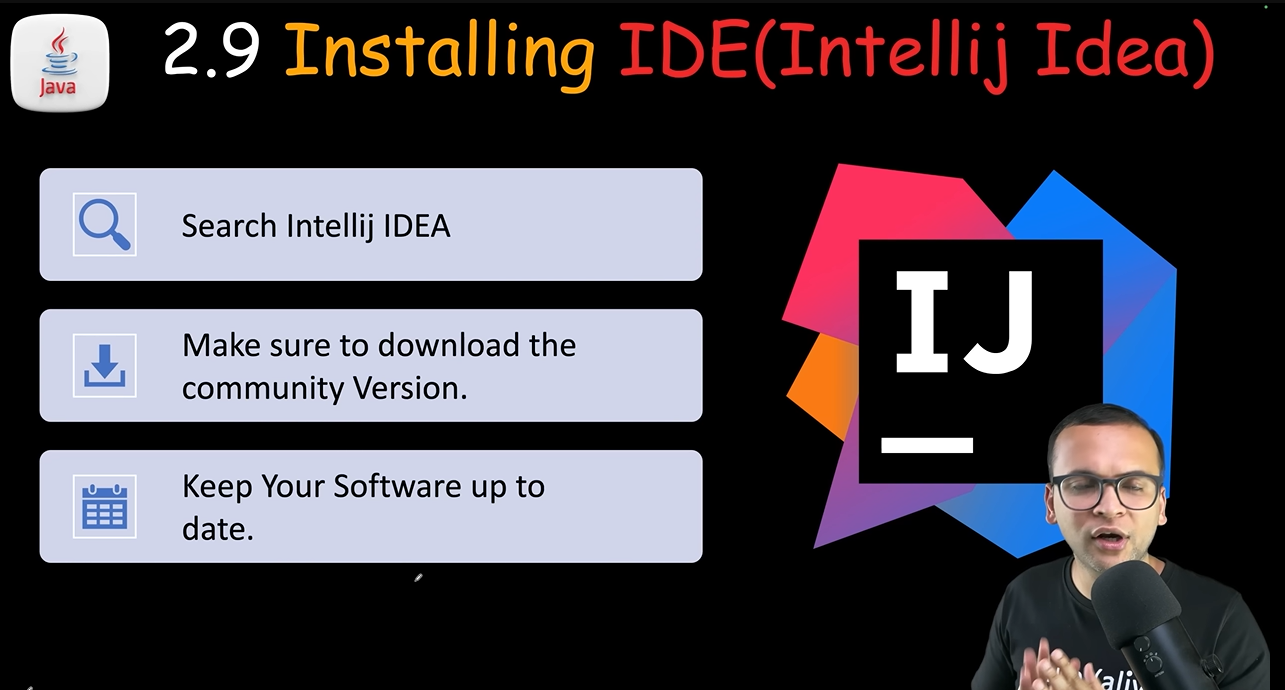 2.9 Installing IDE(Intellij Idea)
Java
Search Intellij IDEA
Make sure to download the
community Version.
Keep Your Software up to
date.
IJ